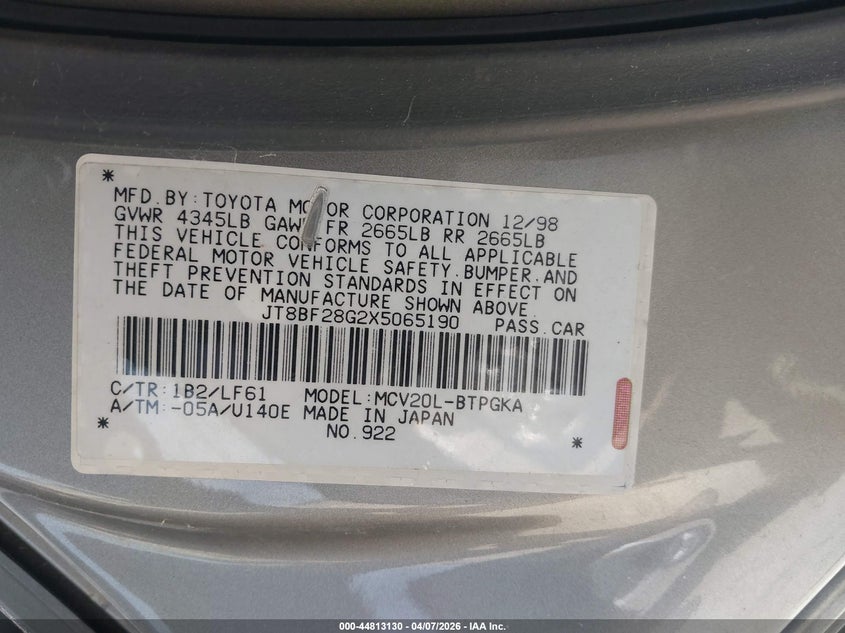 *
MFD.BY:TOYOTA MOTOR CORPORATION 12/98
GVWR 4345LB GAWR FR 2665LB RR 2665LB
THIS VEHICLE CONFORMS TO ALL APPLICABLE
FEDERAL MOTOR VEHICLE SAFETY,BUMPER,AND
THEFT PREVENTION STANDARDS IN EFFECT ON
THE DATE OF MANUFACTURE SHOWN ABOVE.
JT8BF28G2X5065190 PASS.CAR
C/TR:1B2/LF61 MODEL:MCV20L-BTPGKA
A/TM:-05A/U140E MADE IN JAPAN
* NO.922 *
000-44813130 - 04/07/2026 - IAA Inc.